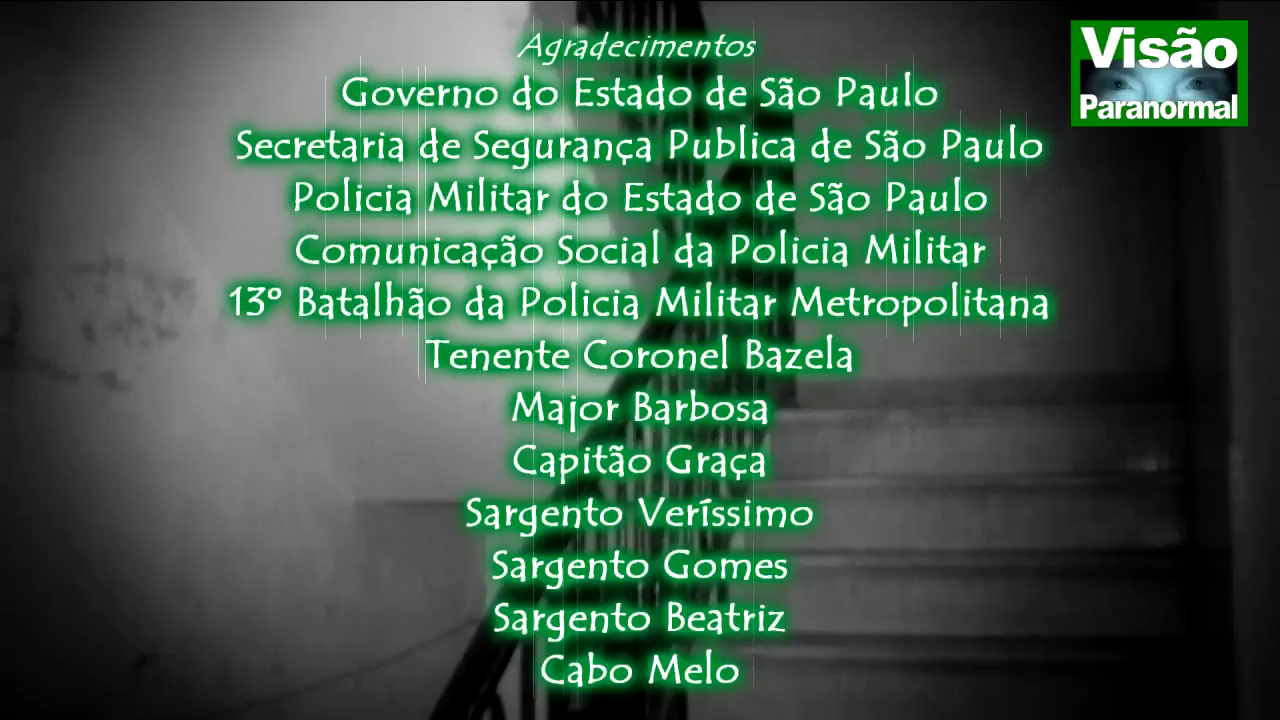 Agradecimentos
Governo do Estado de São Paulo
Secretaria de Segurança Publica de São Paulo
Policia Militar do Estado de São Paulo
Comunicação Social da Policia Militar
13º Batalhão da Policia Militar Metropolitana
Tenente Coronel Bazela
Major Barbosa
Capitão Graça
Sargento Veríssimo
Sargento Gomes
Sargento Beatriz
Cabo Melo
Visão
Paranormal